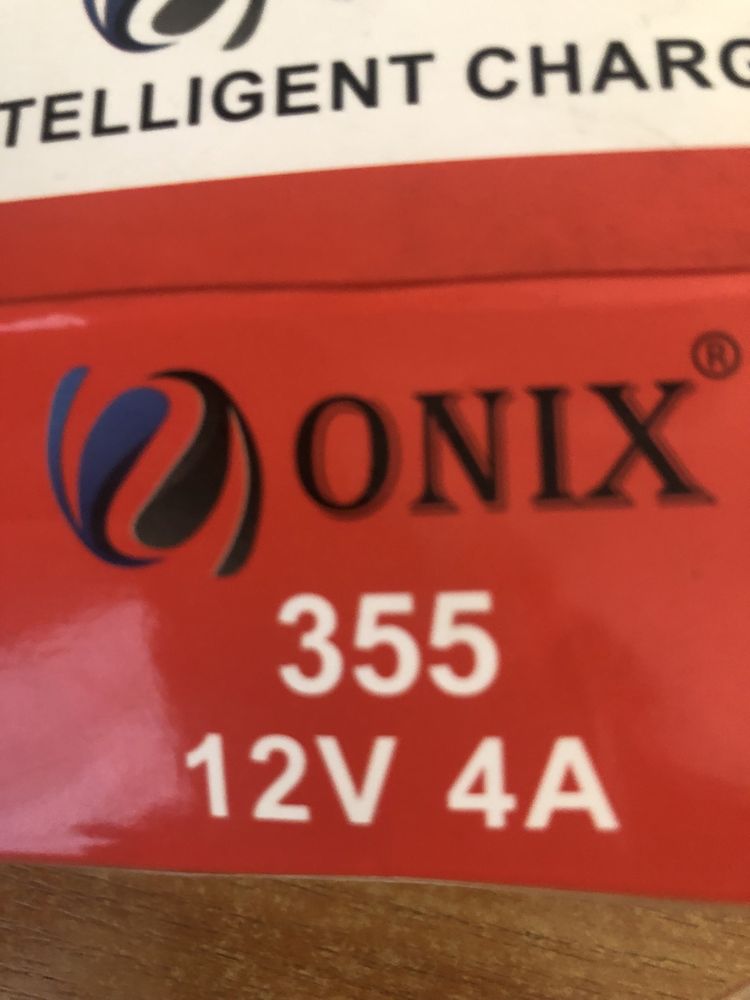 TELLIGENT CHARG
ONIX®
355
12V 4A